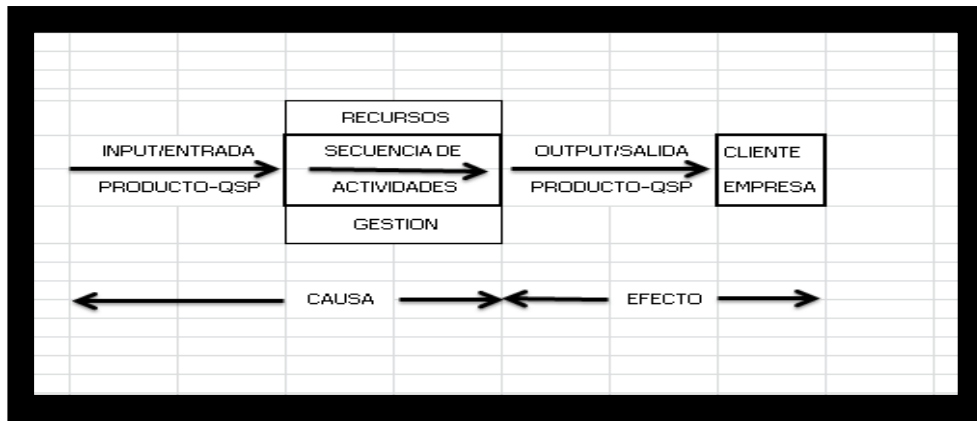 RECURSOS
INPUT/ENTRADA
PRODUCTO-QSP
SECUENCIA DE
ACTIVIDADES
OUTPUT/SALIDA
PRODUCTO-QSP
CLIENTE
EMPRESA
GESTION
CAUSA
EFECTO